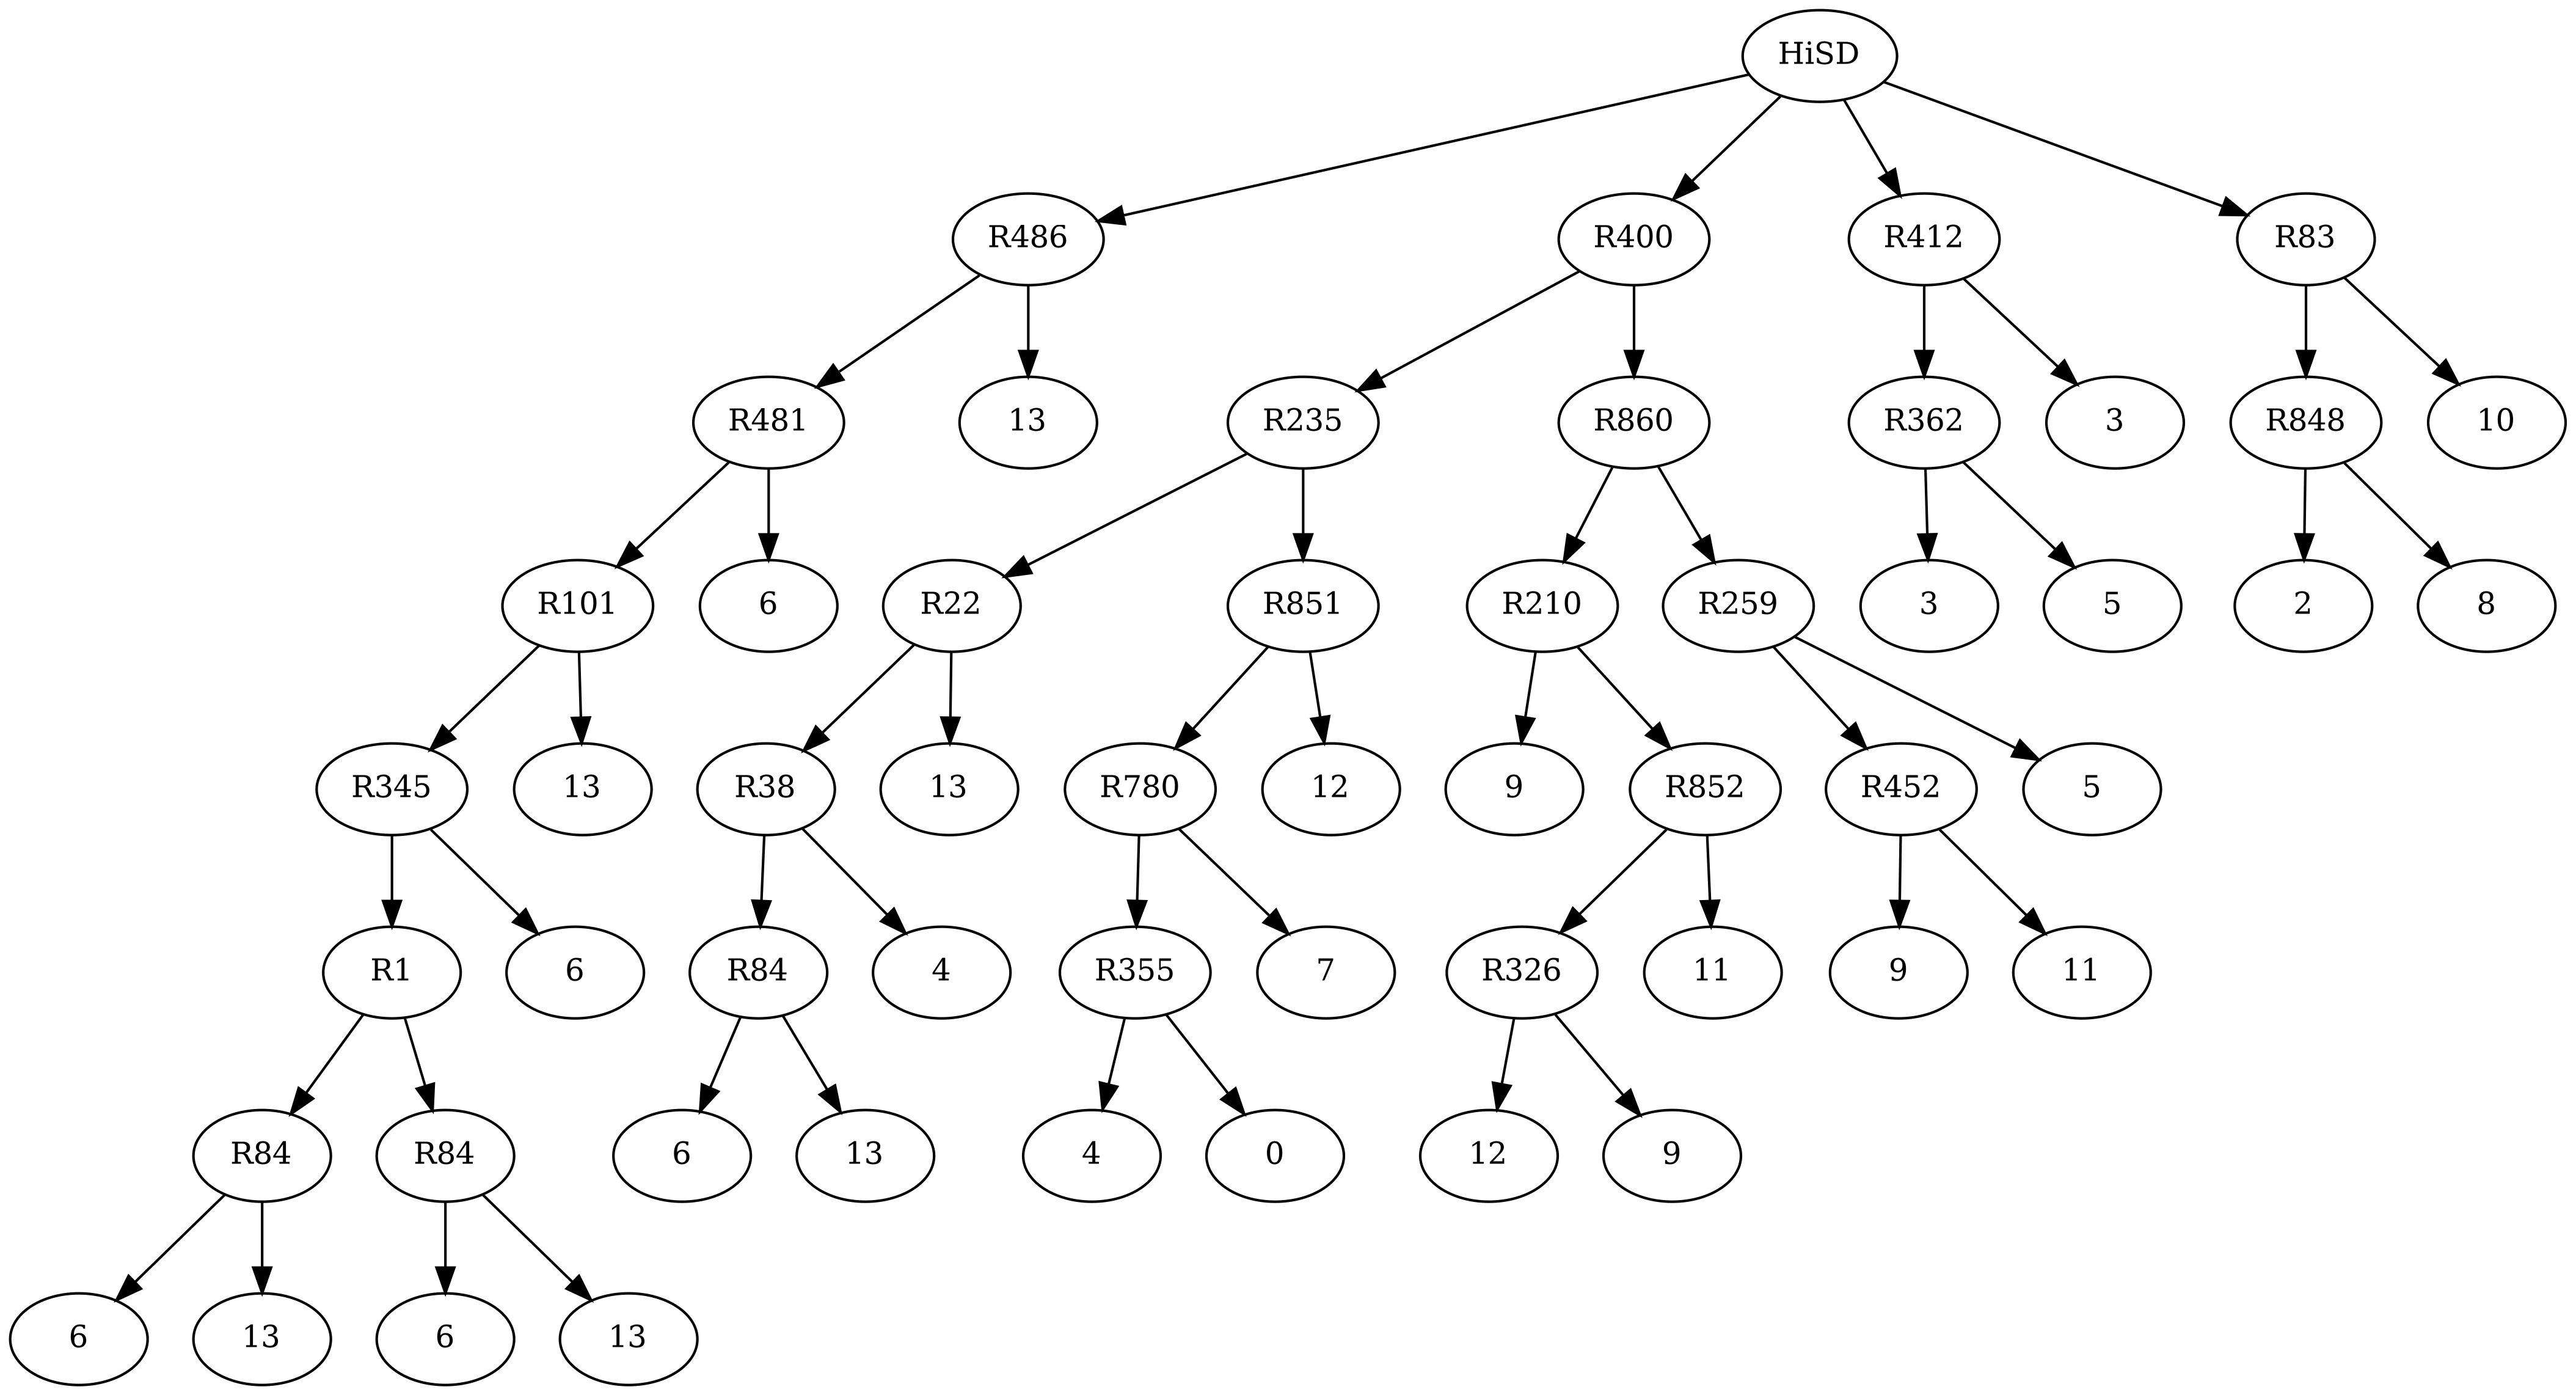 HiSD
R486 R400 R412 R83
R481 13 R235 R860 R362 3 R848 10
R101 6 R22 R851 R210 R259 3 5 2 8
R345 13 R38 13 R780 12 9 R852 R452 5
R1 6 R84 4 R355 7 R326 11 9 11
R84 R84 6 13 4 0 12 9
6 13 6 13